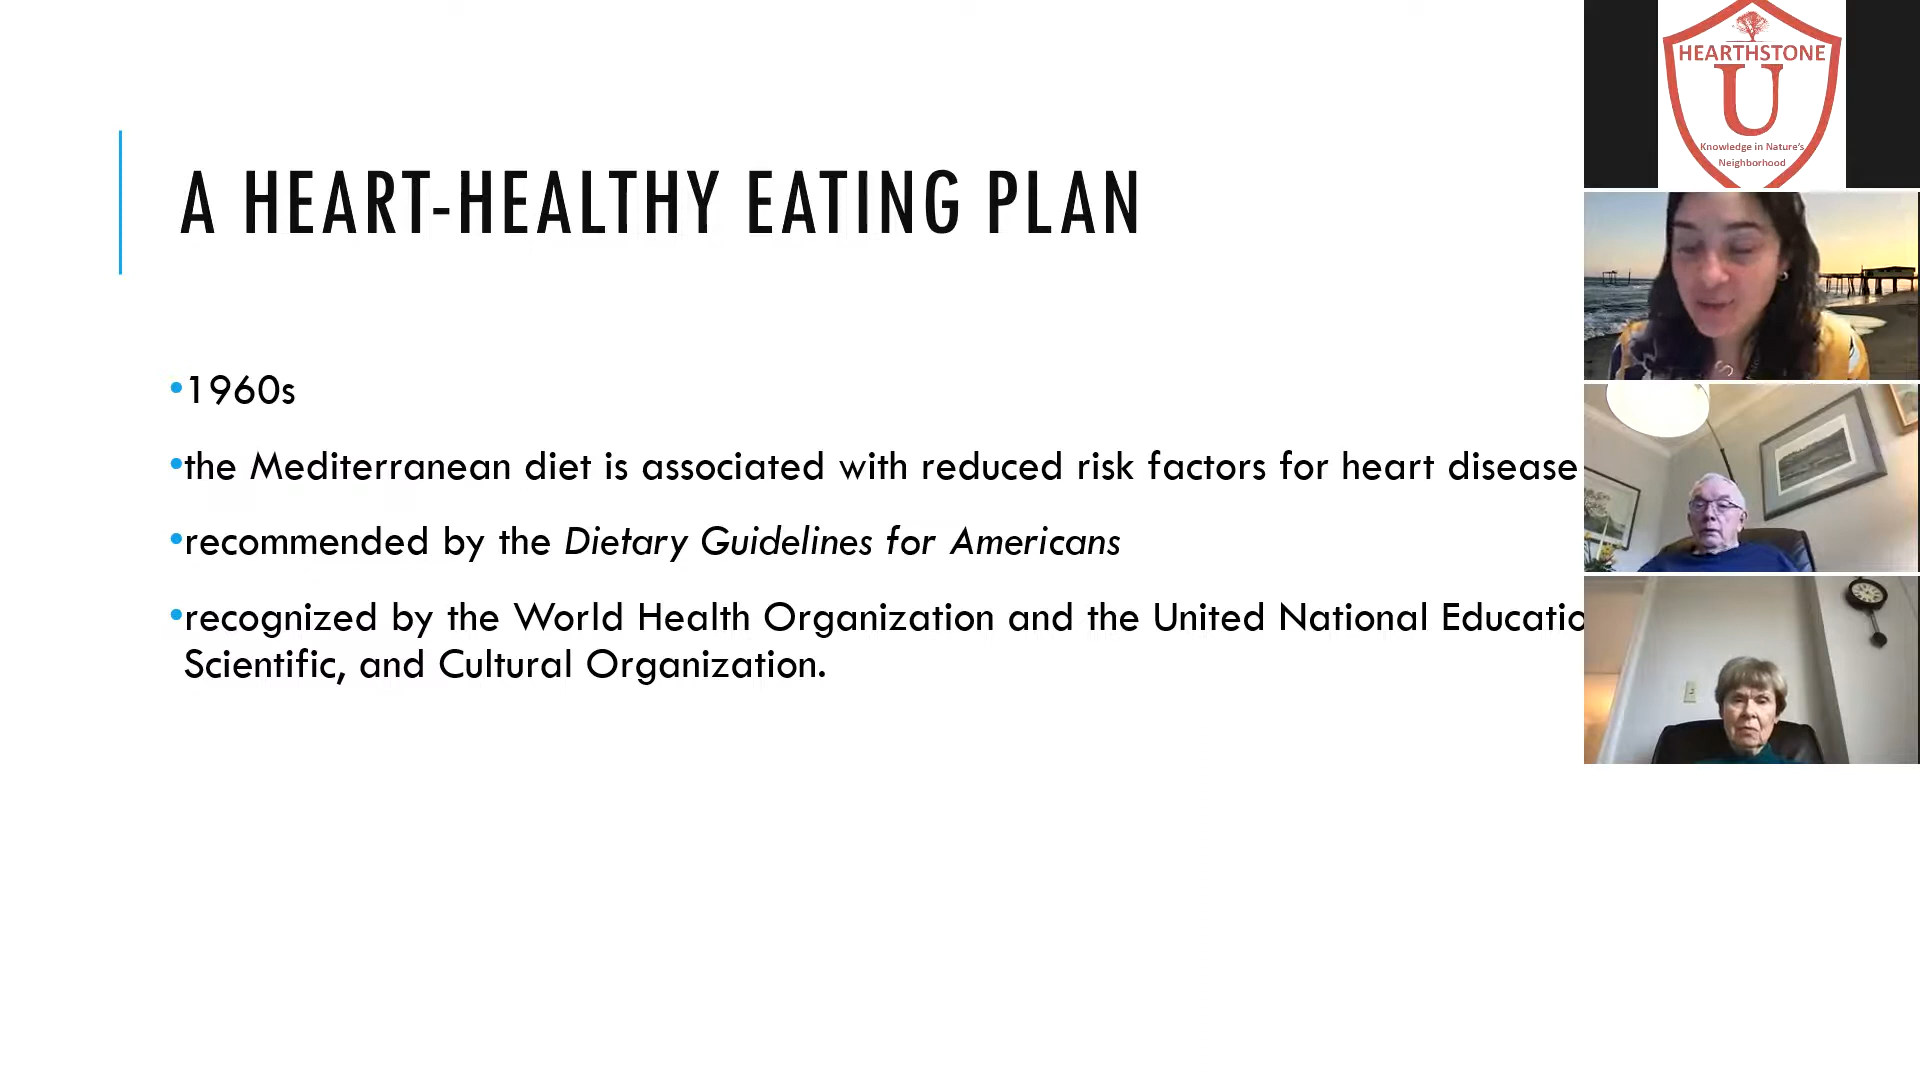 A HEART-HEALTHY EATING PLAN
•1960s
•the Mediterranean diet is associated with reduced risk factors for heart disease
•recommended by the Dietary Guidelines for Americans
•recognized by the World Health Organization and the United National Educatio
Scientific, and Cultural Organization.
HEARTHSTONE
U
Knowledge in Nature's
Neighborhood